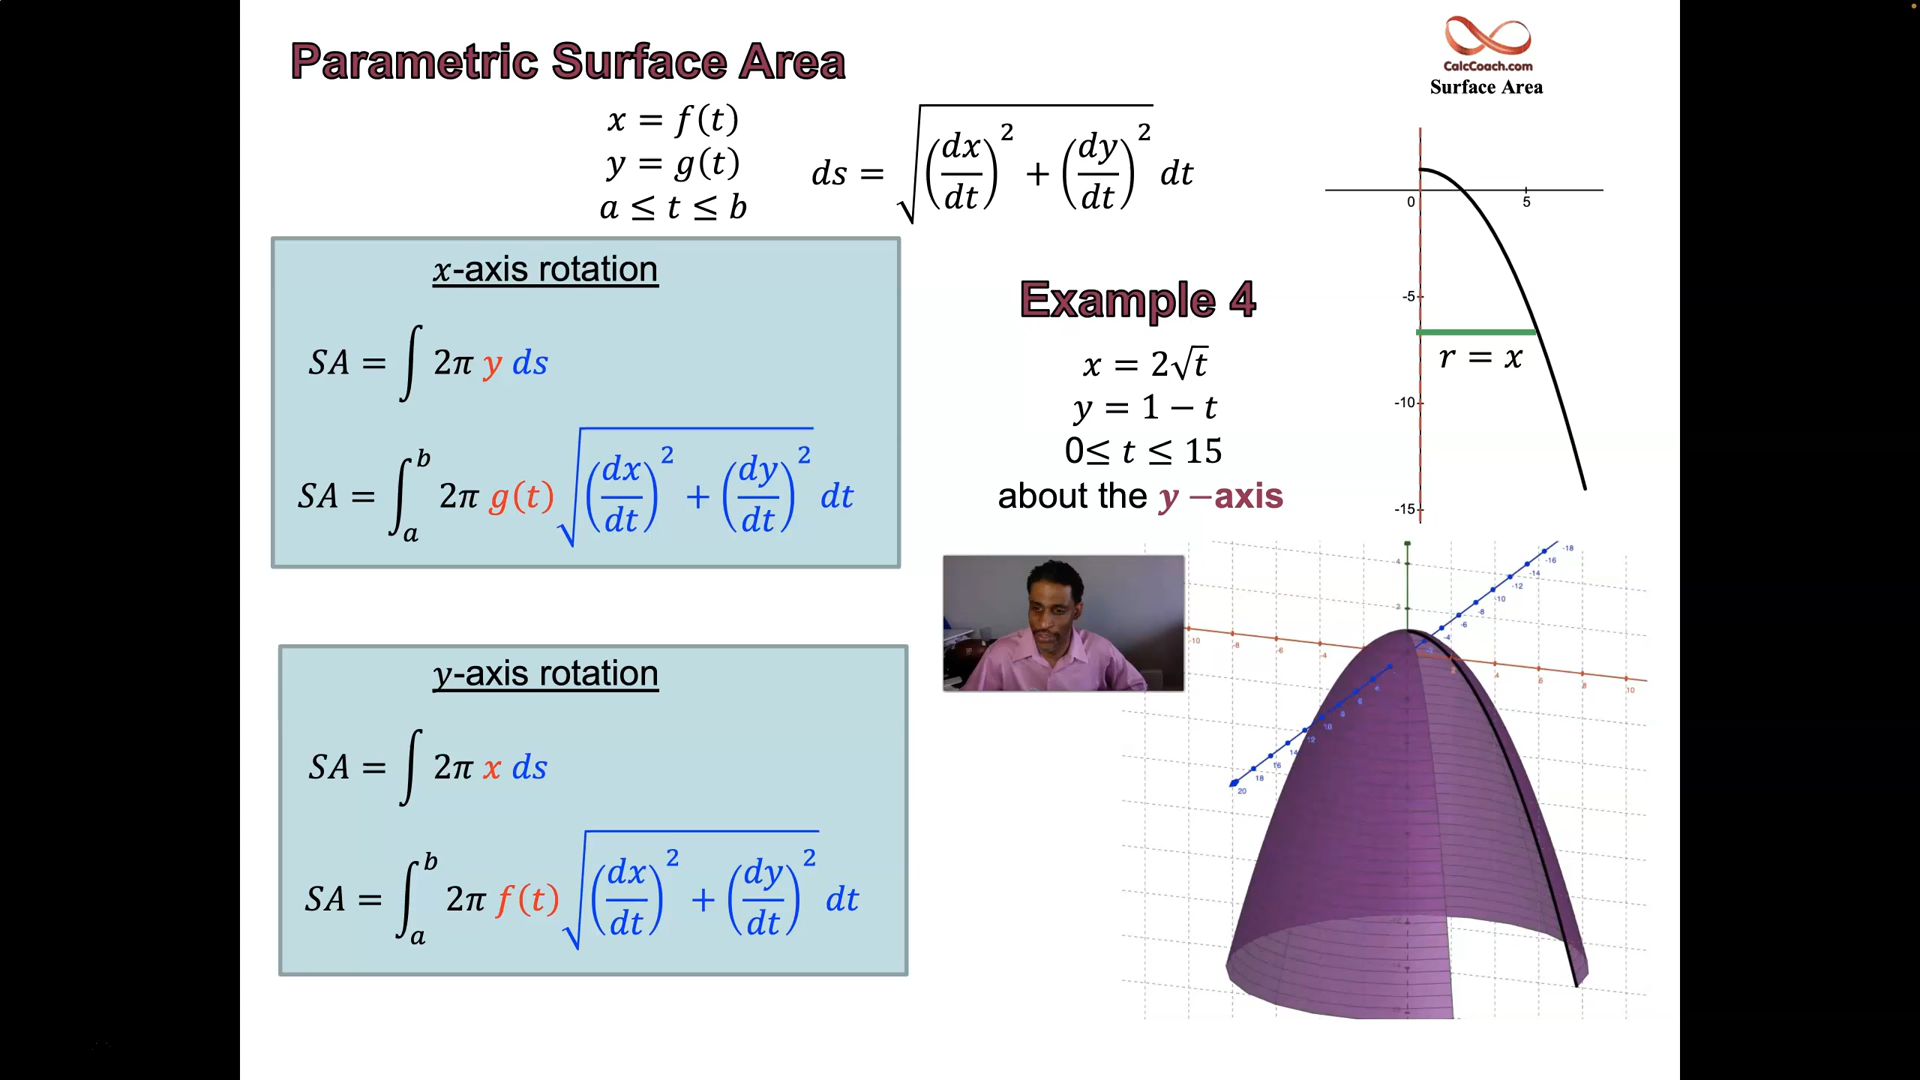 Parametric Surface Area
CalcCoach.com
Surface Area
x = f(t)
y = g(t)
a ≤ t ≤ b
ds = √((dx/dt)² + (dy/dt)²) dt
x-axis rotation
SA = ∫ 2π y ds
SA = ∫ₐᵇ 2π g(t) √((dx/dt)² + (dy/dt)²) dt
Example 4
x = 2√t
y = 1 − t
0≤ t ≤ 15
about the y −axis
0 5
-5
r = x
-10
-15
y-axis rotation
SA = ∫ 2π x ds
SA = ∫ₐᵇ 2π f(t) √((dx/dt)² + (dy/dt)²) dt